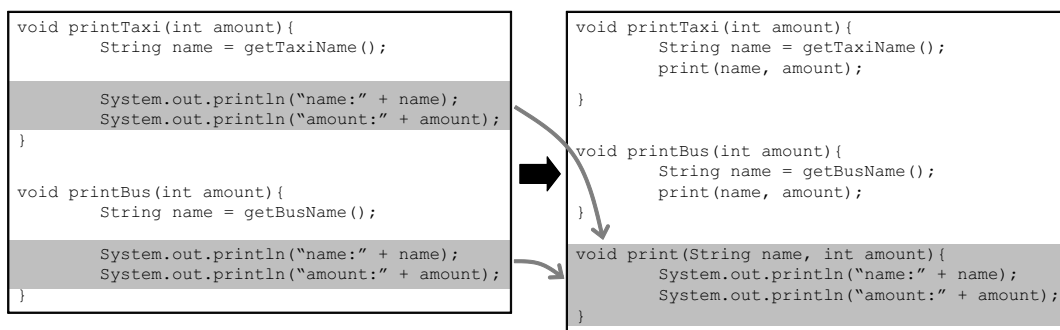 void printTaxi(int amount){
String name = getTaxiName();
System.out.println(“name:” + name);
System.out.println(“amount:” + amount);
}
void printBus(int amount){
String name = getBusName();
System.out.println(“name:” + name);
System.out.println(“amount:” + amount);
}
void printTaxi(int amount){
String name = getTaxiName();
print(name, amount);
}
void printBus(int amount){
String name = getBusName();
print(name, amount);
}
void print(String name, int amount){
System.out.println(“name:” + name);
System.out.println(“amount:” + amount);
}